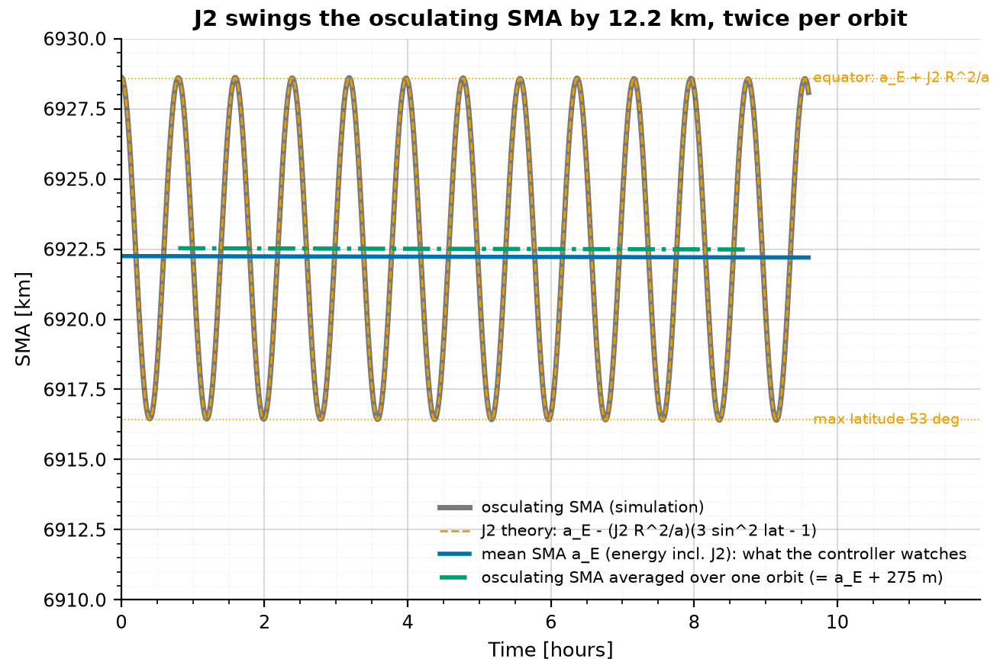 J2 swings the osculating SMA by 12.2 km, twice per orbit
6930.0
6927.5
6925.0
6922.5
6920.0
6917.5
6915.0
6912.5
6910.0
SMA [km]
equator: a_E + J2 R^2/a
max latitude 53 deg
osculating SMA (simulation)
J2 theory: a_E - (J2 R^2/a)(3 sin^2 lat - 1)
mean SMA a_E (energy incl. J2): what the controller watches
osculating SMA averaged over one orbit (= a_E + 275 m)
0 2 4 6 8 10
Time [hours]